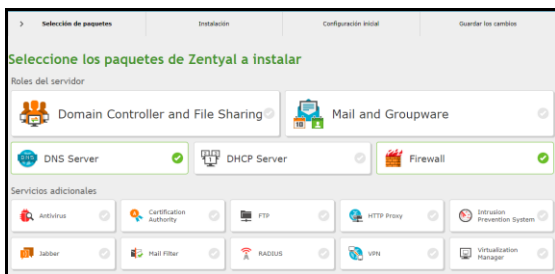 > Selección de paquetes Instalación Configuración inicial Guardar los cambios
Seleccione los paquetes de Zentyal a instalar
Roles del servidor
Domain Controller and File Sharing Mail and Groupware
DNS Server DHCP Server Firewall
Servicios adicionales
Antivirus Certification Authority FTP HTTP Proxy Intrusion Prevention System
Jabber Mail Filter RADIUS VPN Virtualization Manager